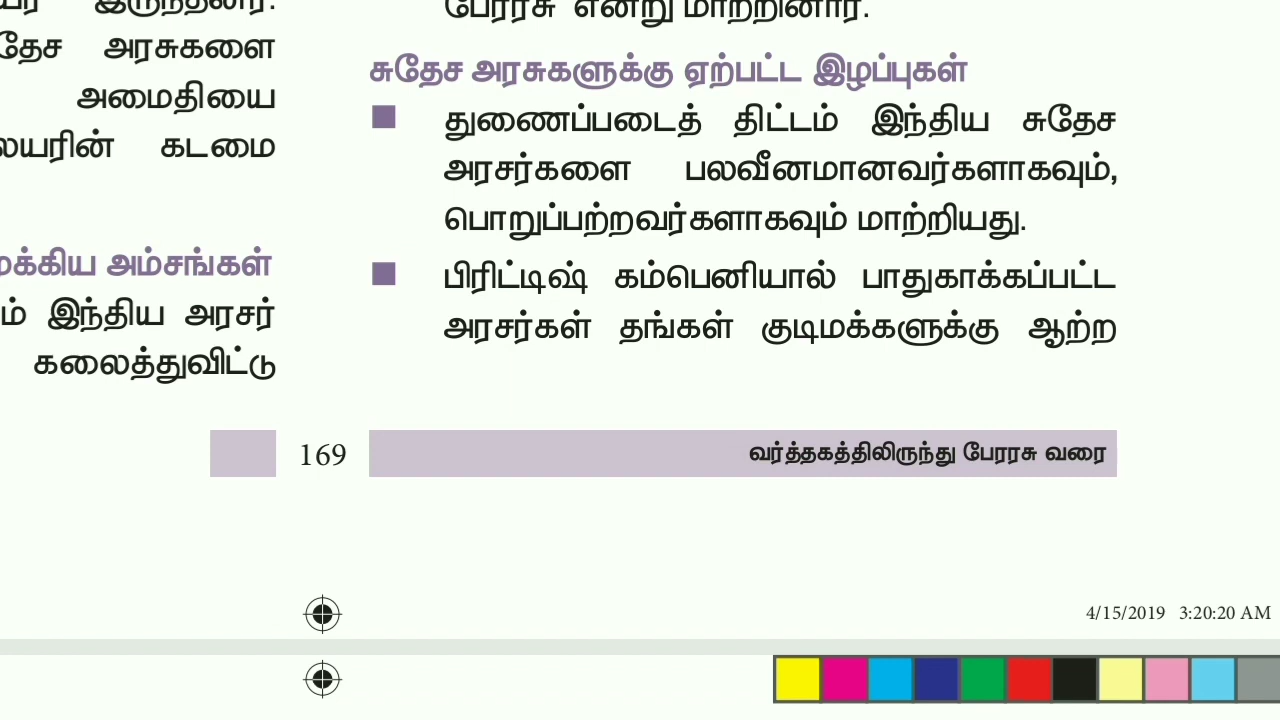 சுதேச அரசுகளை
அமைதியை
கடமை
அம்சங்கள்
இந்திய அரசர்
கலைத்துவிட்டு
பேரரசு என்று மாற்றினார்.
சுதேச அரசுகளுக்கு ஏற்பட்ட இழப்புகள்
துணைப்படைத் திட்டம் இந்திய சுதேச
அரசர்களை பலவீனமானவர்களாகவும்,
பொறுப்பற்றவர்களாகவும் மாற்றியது.
பிரிட்டிஷ் கம்பெனியால் பாதுகாக்கப்பட்ட
அரசர்கள் தங்கள் குடிமக்களுக்கு ஆற்ற
169
வர்த்தகத்திலிருந்து பேரரசு வரை
4/15/2019 3:20:20 AM